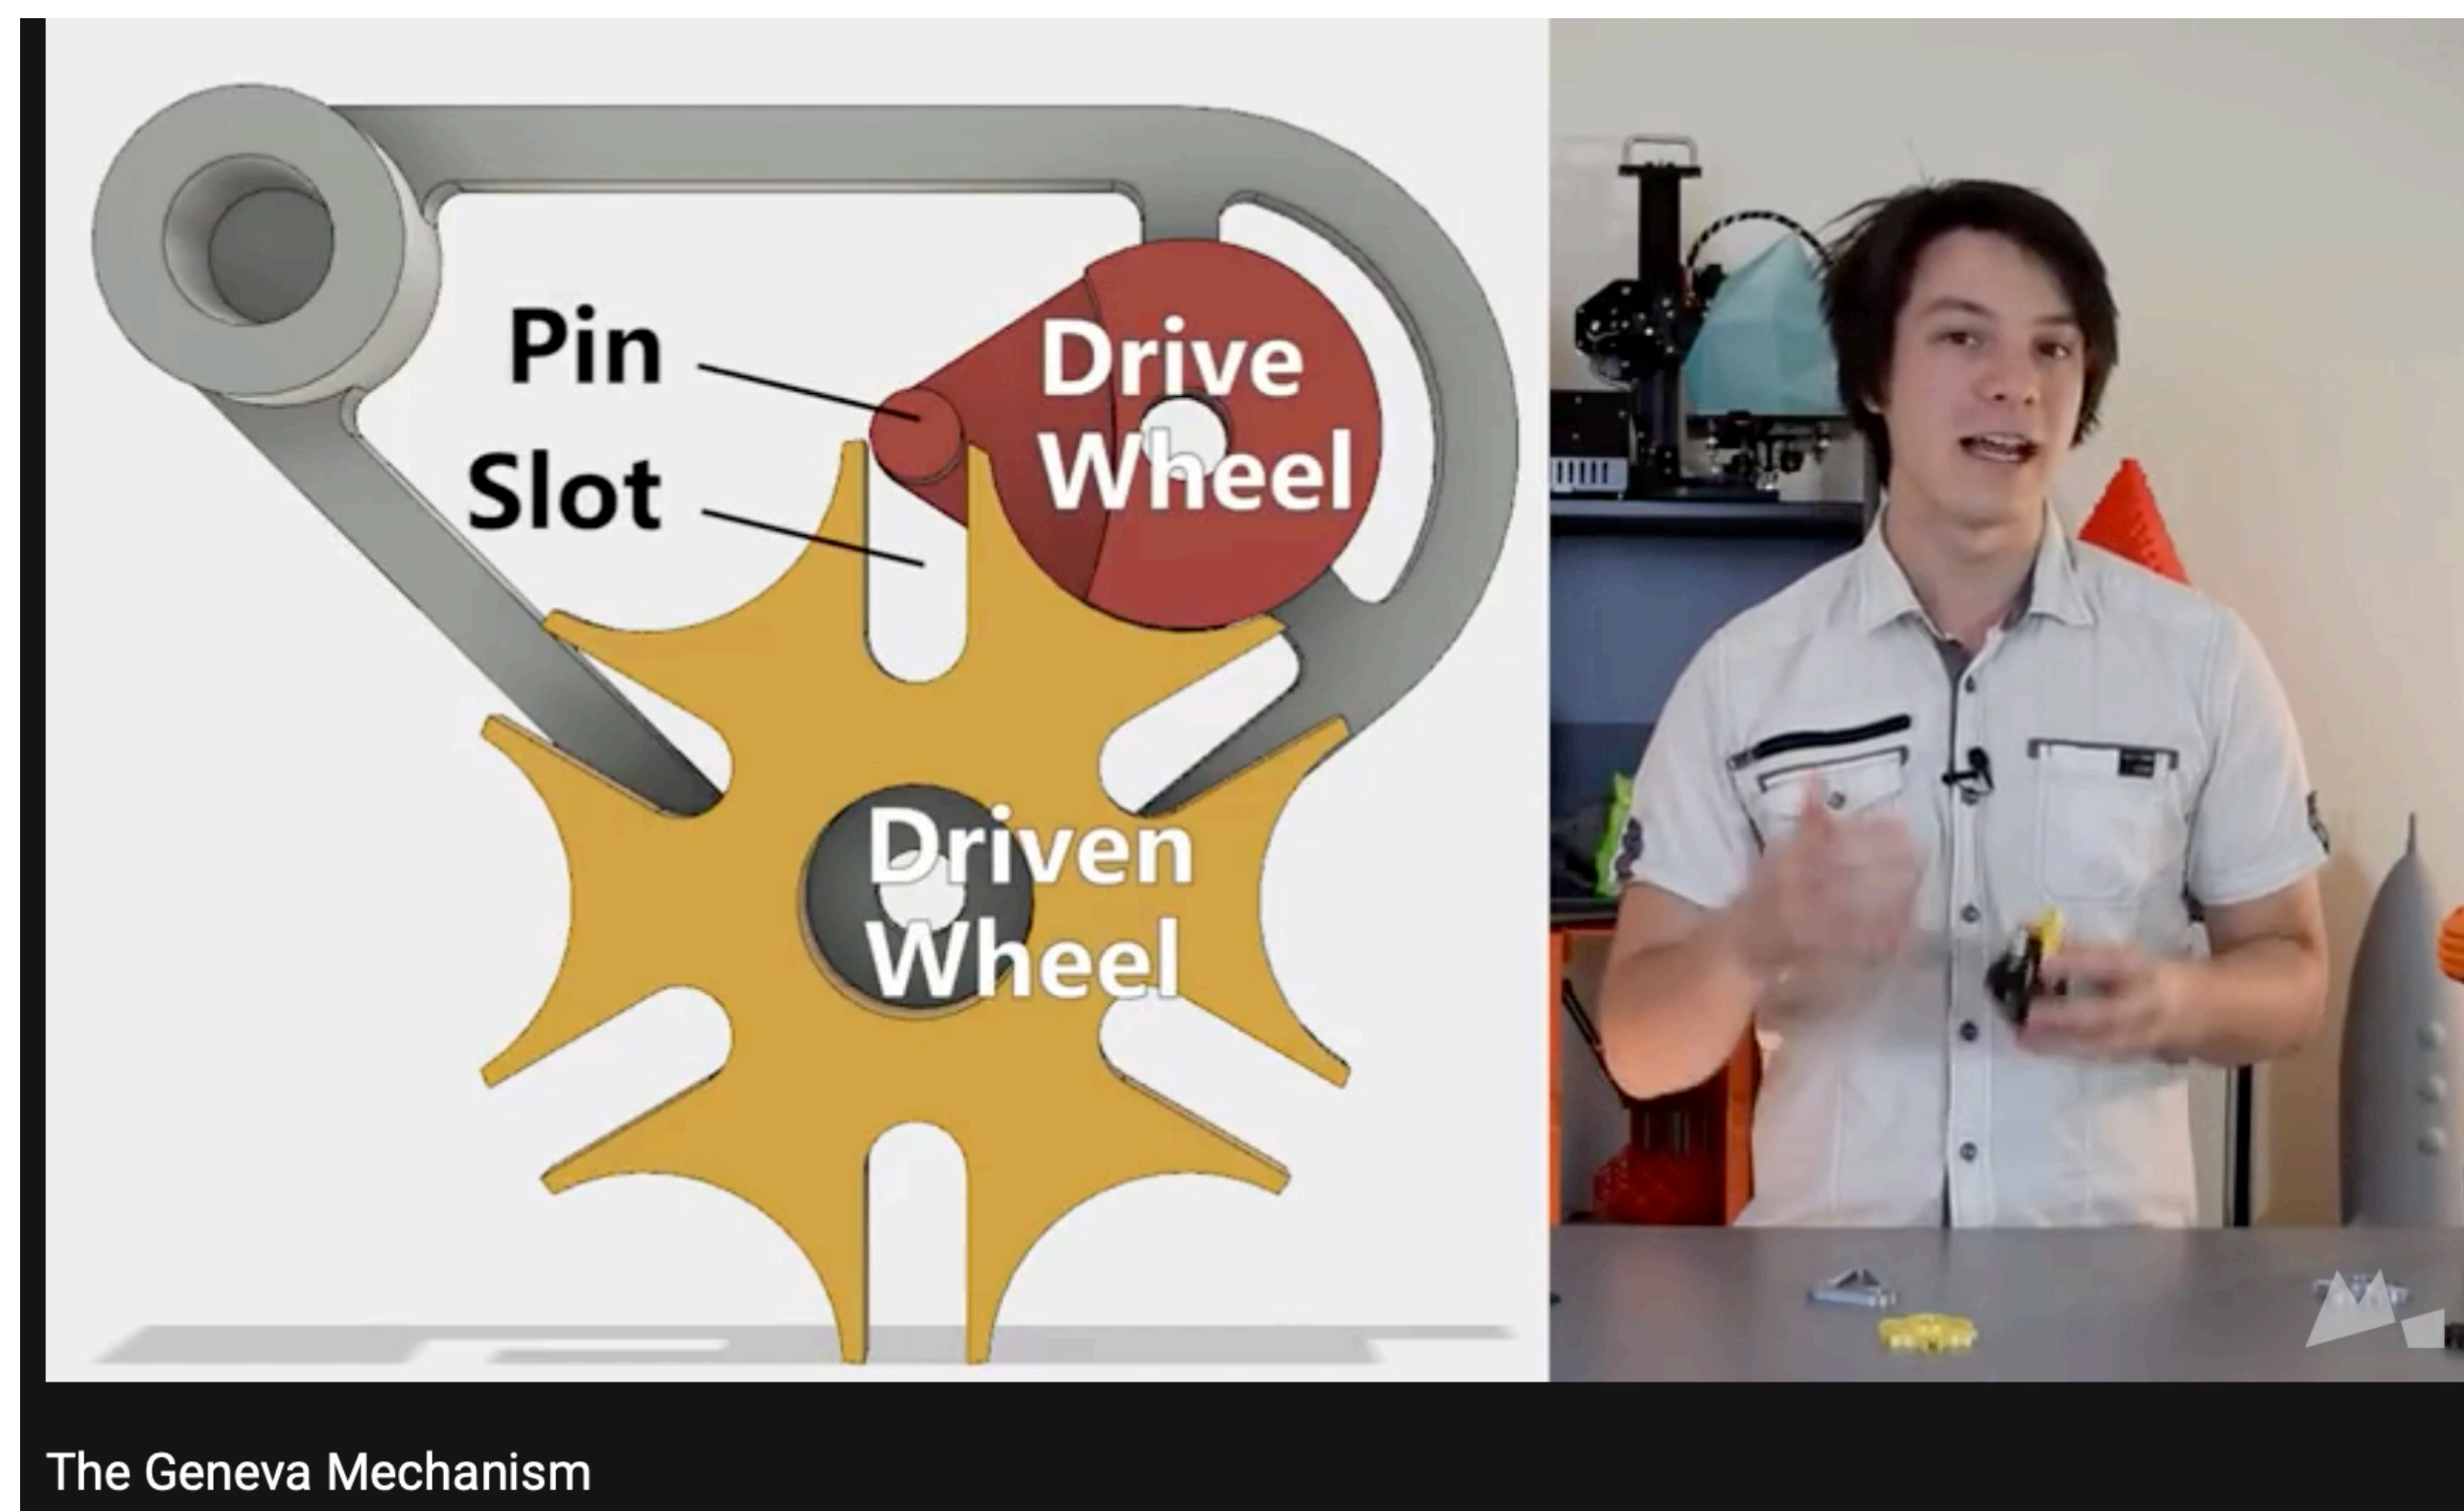 Pin
Slot
Drive
Wheel
Driven
Wheel
The Geneva Mechanism